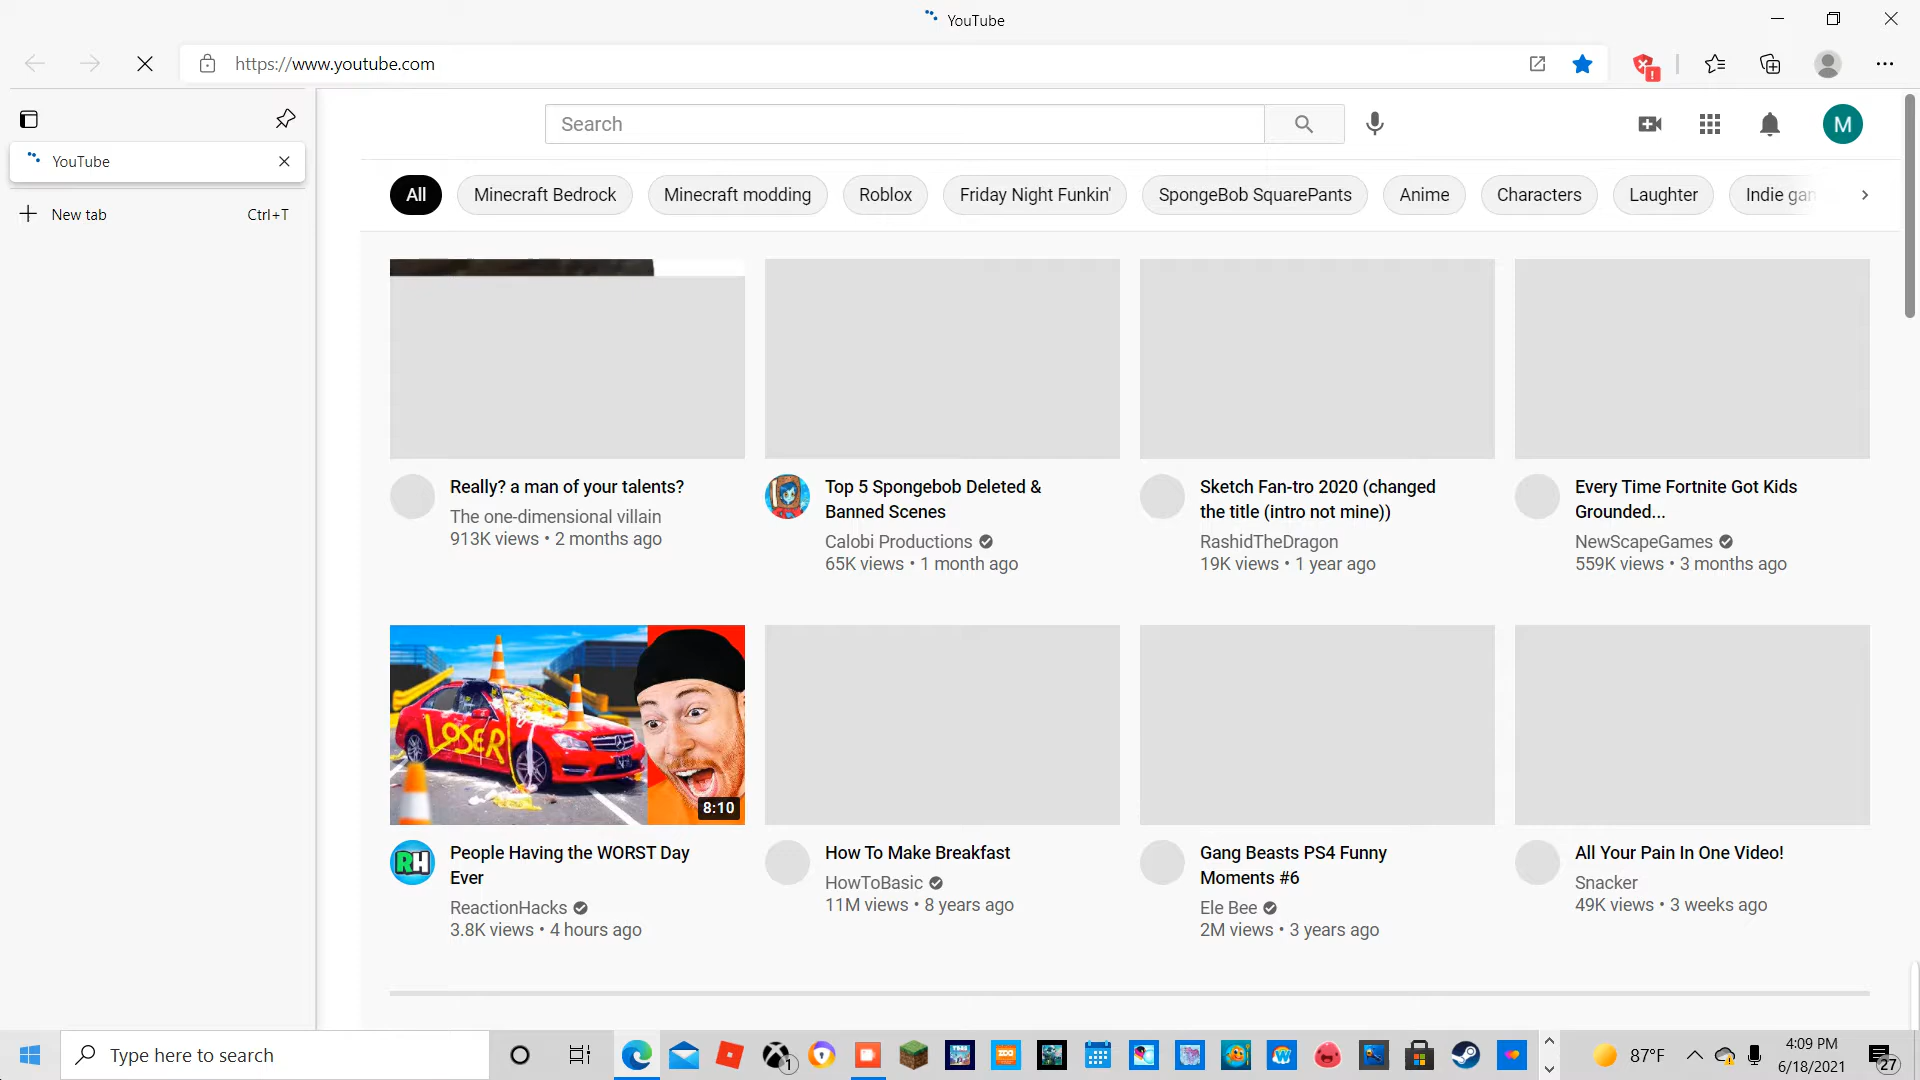 YouTube
https://www.youtube.com
YouTube
New tab Ctrl+T
Search
M
All Minecraft Bedrock Minecraft modding Roblox Friday Night Funkin' SpongeBob SquarePants Anime Characters Laughter Indie gan
Really? a man of your talents?
The one-dimensional villain
913K views • 2 months ago
Top 5 Spongebob Deleted &
Banned Scenes
Calobi Productions
65K views • 1 month ago
Sketch Fan-tro 2020 (changed
the title (intro not mine))
RashidTheDragon
19K views • 1 year ago
Every Time Fortnite Got Kids
Grounded...
NewScapeGames
559K views • 3 months ago
LOSER
8:10
RH
People Having the WORST Day
Ever
ReactionHacks
3.8K views • 4 hours ago
How To Make Breakfast
HowToBasic
11M views • 8 years ago
Gang Beasts PS4 Funny
Moments #6
Ele Bee
2M views • 3 years ago
All Your Pain In One Video!
Snacker
49K views • 3 weeks ago
Type here to search
1
ZOO
87°F
4:09 PM
6/18/2021
27